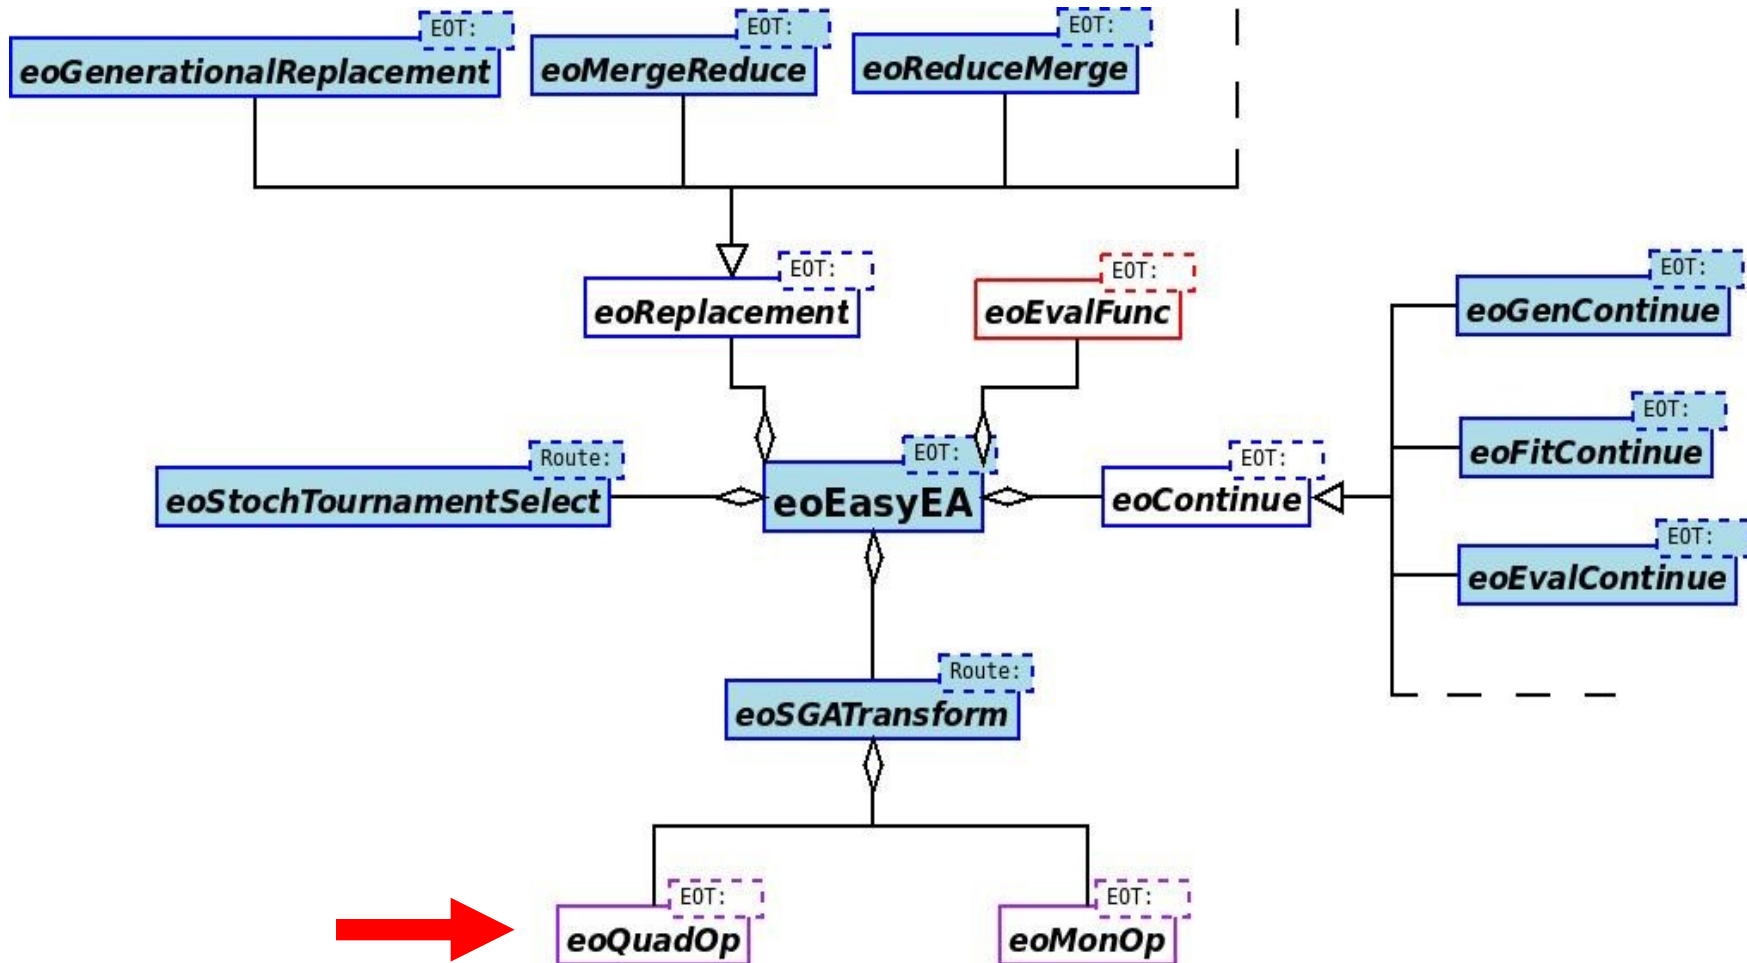 EOT:
eoGenerationalReplacement
EOT:
eoMergeReduce
EOT:
eoReduceMerge
EOT:
eoReplacement
EOT:
eoEvalFunc
EOT:
eoGenContinue
EOT:
eoFitContinue
Route:
eoStochTournamentSelect
EOT:
eoEasyEA
EOT:
eoContinue
EOT:
eoEvalContinue
Route:
eoSGATransform
EOT:
eoQuadOp
EOT:
eoMonOp